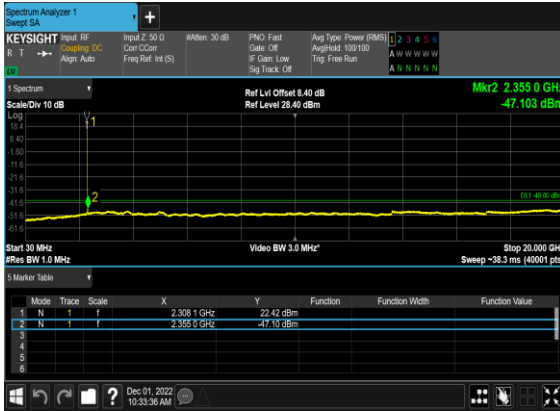 Spectrum Analyzer 1
Swept SA
+
KEYSIGHT Input: RF Input Z: 50 Ω #Atten: 30 dB PNO: Fast Avg Type: Power (RMS) 1 2 3 4 5 6
R T Coupling: DC Corr CCorr Gate: Off Avg|Hold: 100/100 A W W W W W
Align: Auto Freq Ref: Int (S) IF Gain: Low Trig: Free Run
Sig Track: Off A N N N N N
1 Spectrum Ref Lvl Offset 8.40 dB Mkr2 2.355 0 GHz
Scale/Div 10 dB Ref Level 28.40 dBm -47.103 dBm
Log
1
18.4
8.40
-1.60
-11.6
-21.6
-31.6
2 DL1 -40.00 dBm
-41.6
-51.6
-61.6
Start 30 MHz Video BW 3.0 MHz* Stop 20.000 GHz
#Res BW 1.0 MHz Sweep ~38.3 ms (40001 pts)
5 Marker Table
Mode Trace Scale X Y Function Function Width Function Value
1 N 1 f 2.308 1 GHz 22.42 dBm
2 N 1 f 2.355 0 GHz -47.10 dBm
3
4
5
6
? Dec 01, 2022
10:33:36 AM